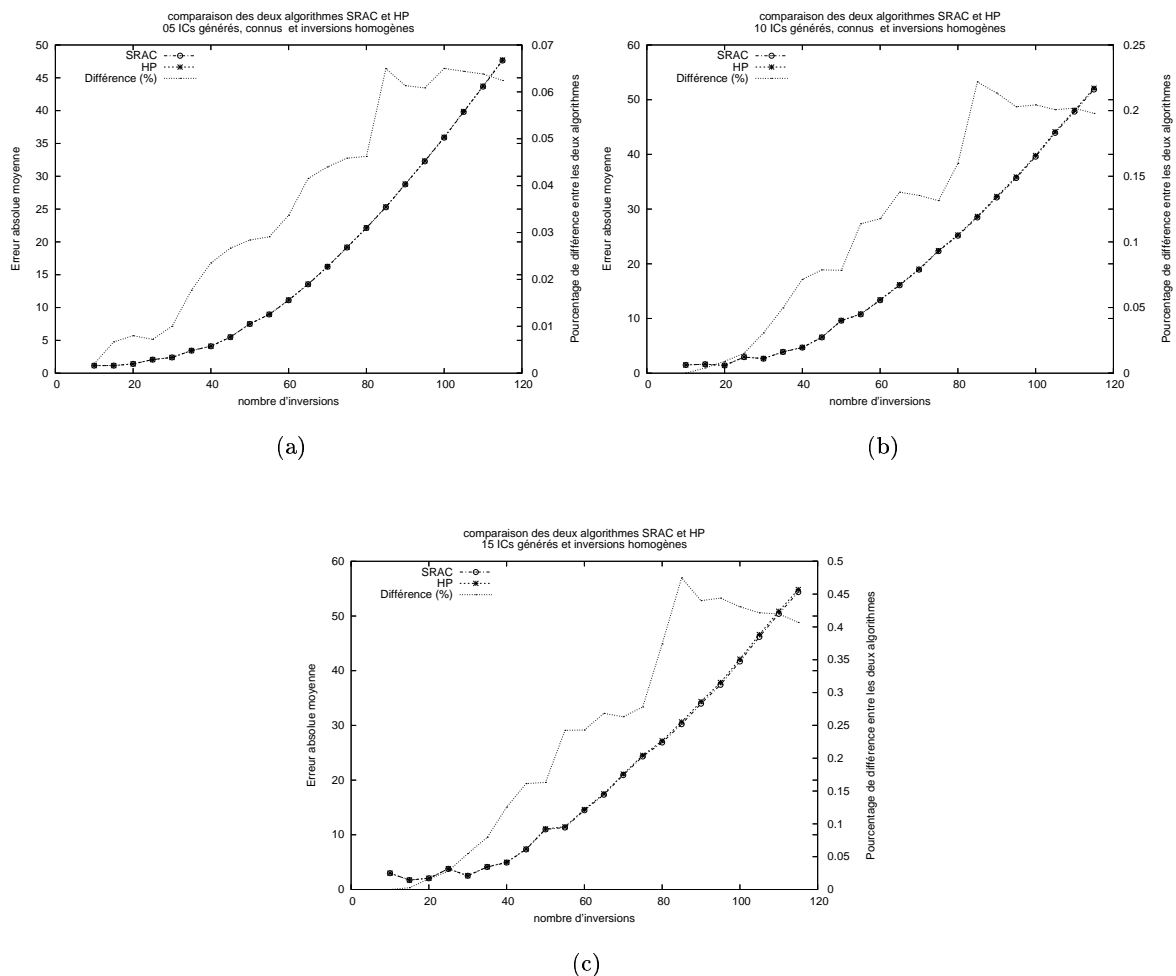 comparaison des deux algorithmes SRAC et HP
05 ICs générés, connus  et inversions homogènes
SRAC
HP
Différence (%)
50
45
40
35
30
25
20
15
10
5
0
0.07
0.06
0.05
0.04
0.03
0.02
0.01
0
0
20
40
60
80
100
120
Erreur absolue moyenne
Pourcentage de différence entre les deux algorithmes
nombre d'inversions
(a)
comparaison des deux algorithmes SRAC et HP
10 ICs générés, connus  et inversions homogènes
SRAC
HP
Différence (%)
60
50
40
30
20
10
0
0.25
0.2
0.15
0.1
0.05
0
0
20
40
60
80
100
120
Erreur absolue moyenne
Pourcentage de différence entre les deux algorithmes
nombre d'inversions
(b)
comparaison des deux algorithmes SRAC et HP
15 ICs générés et inversions homogènes
SRAC
HP
Différence (%)
60
50
40
30
20
10
0
0.5
0.45
0.4
0.35
0.3
0.25
0.2
0.15
0.1
0.05
0
0
20
40
60
80
100
120
Erreur absolue moyenne
Pourcentage de différence entre les deux algorithmes
nombre d'inversions
(c)